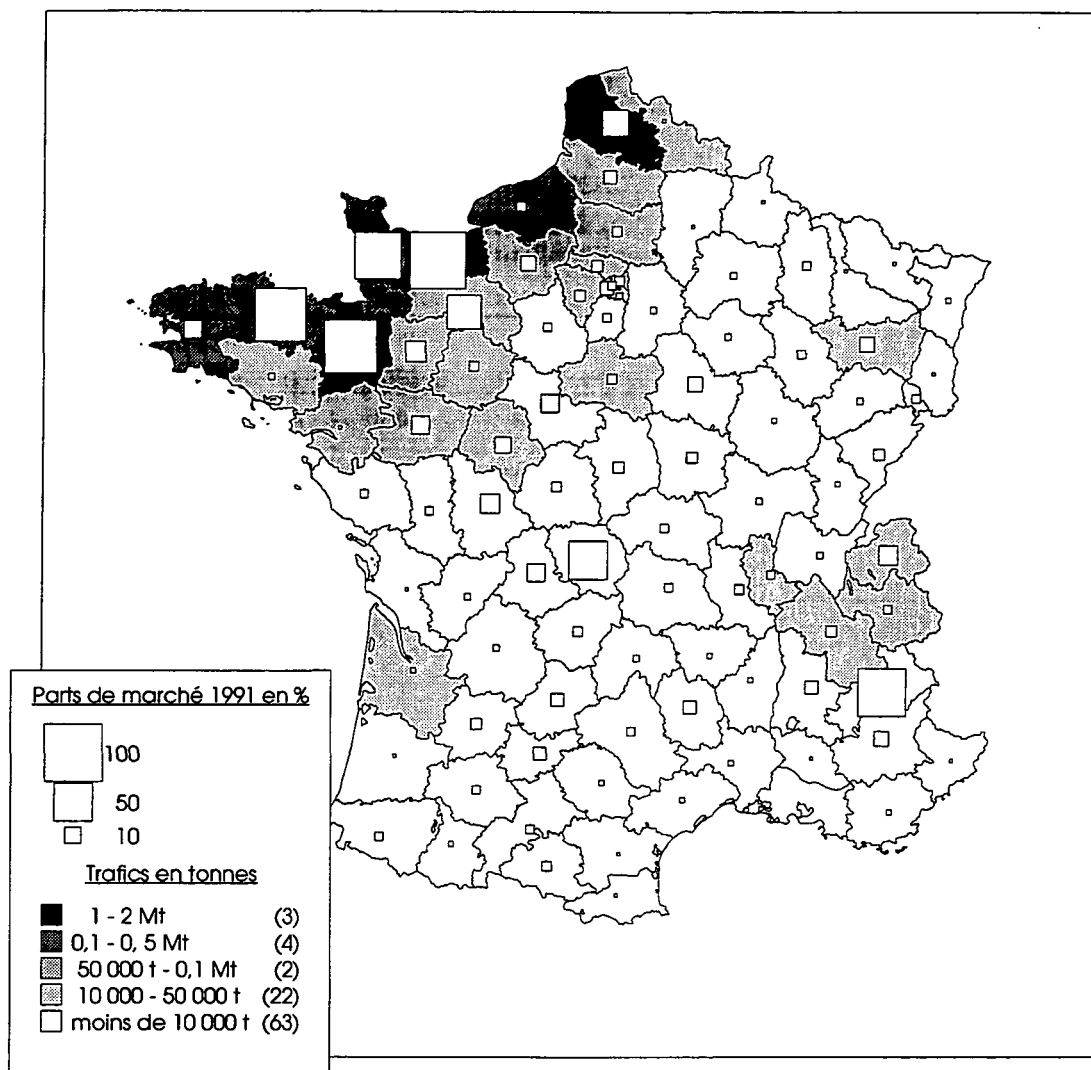 Parts de marché 1991 en %
100
50
10
Trafics en tonnes
1 - 2 Mt (3)
0,1 - 0, 5 Mt (4)
50 000 t - 0,1 Mt (2)
10 000 - 50 000 t (22)
moins de 10 000 t (63)